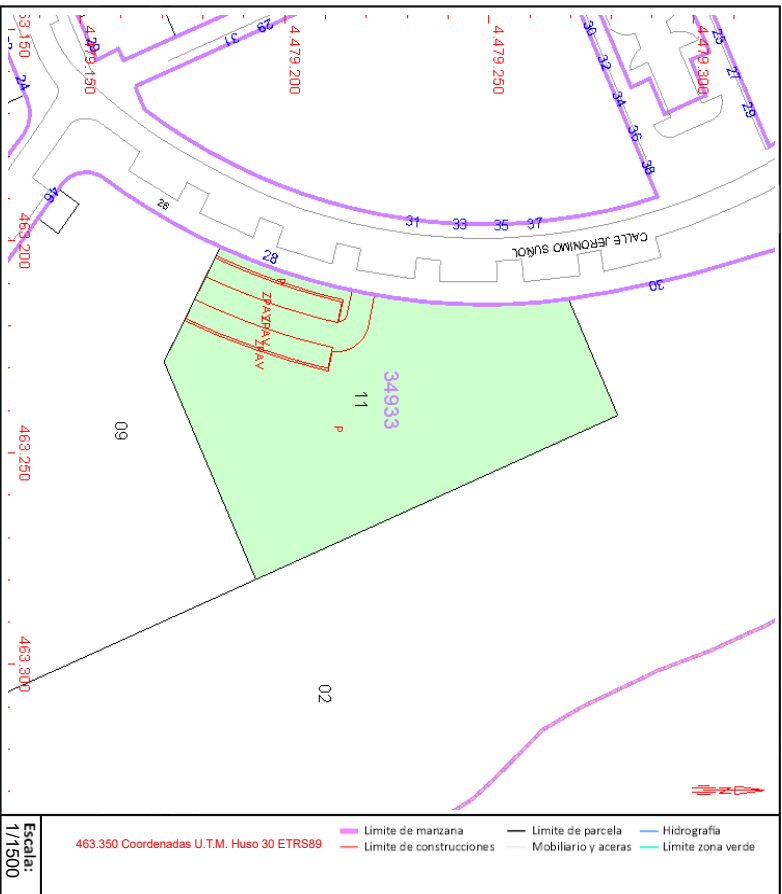 463.150
4.479.150
4.479.200
4.479.250
4.479.300
29
31
30
32
34
36
38
25
27
29
24
26
31
33
35
37
CALLE JERONIMO SUÑOL
463.200
28
30
P
ZPAV
ZPAV
ZPAV
34933
11
P
09
463.250
463.300
02
N
Escala:
1/1500
463.350 Coordenadas U.T.M. Huso 30 ETRS89
Limite de manzana
Limite de construcciones
Limite de parcela
Mobiliario y aceras
Hidrografía
Limite zona verde